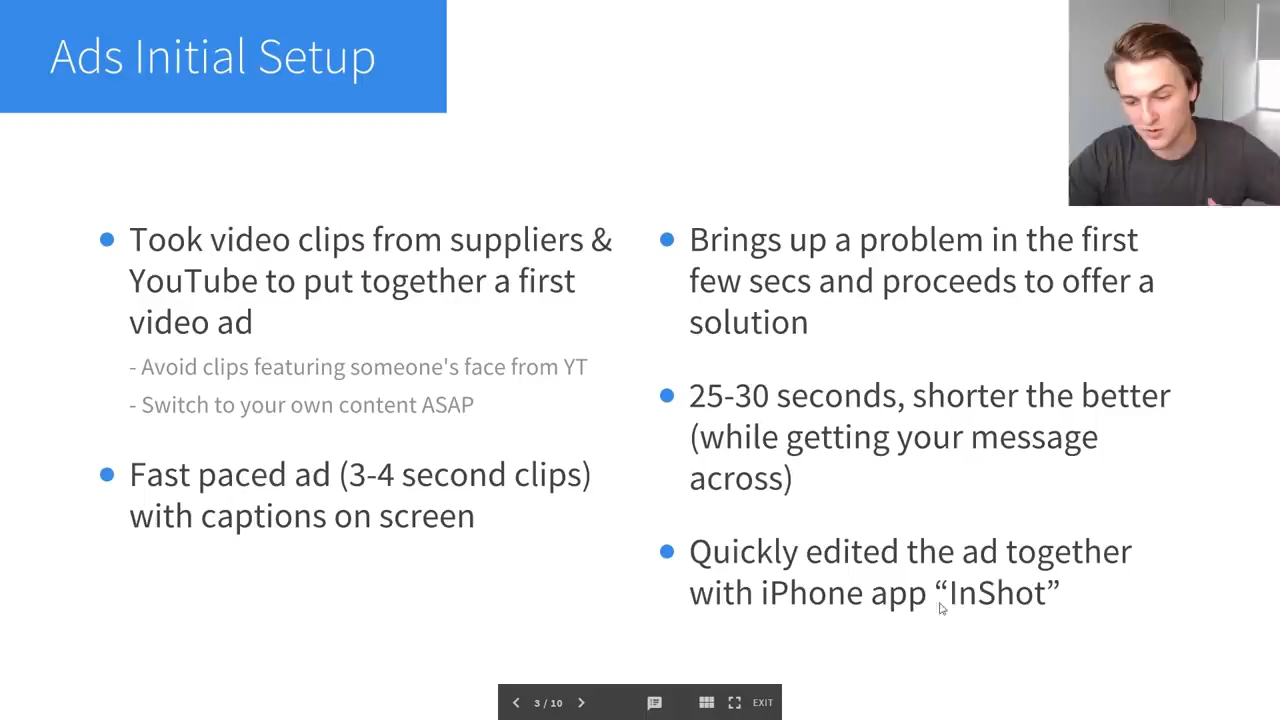 Ads Initial Setup
Took video clips from suppliers &
YouTube to put together a first
video ad
- Avoid clips featuring someone's face from YT
- Switch to your own content ASAP
Fast paced ad (3-4 second clips)
with captions on screen
Brings up a problem in the first
few secs and proceeds to offer a
solution
25-30 seconds, shorter the better
(while getting your message
across)
Quickly edited the ad together
with iPhone app “InShot”
3 / 10
EXIT